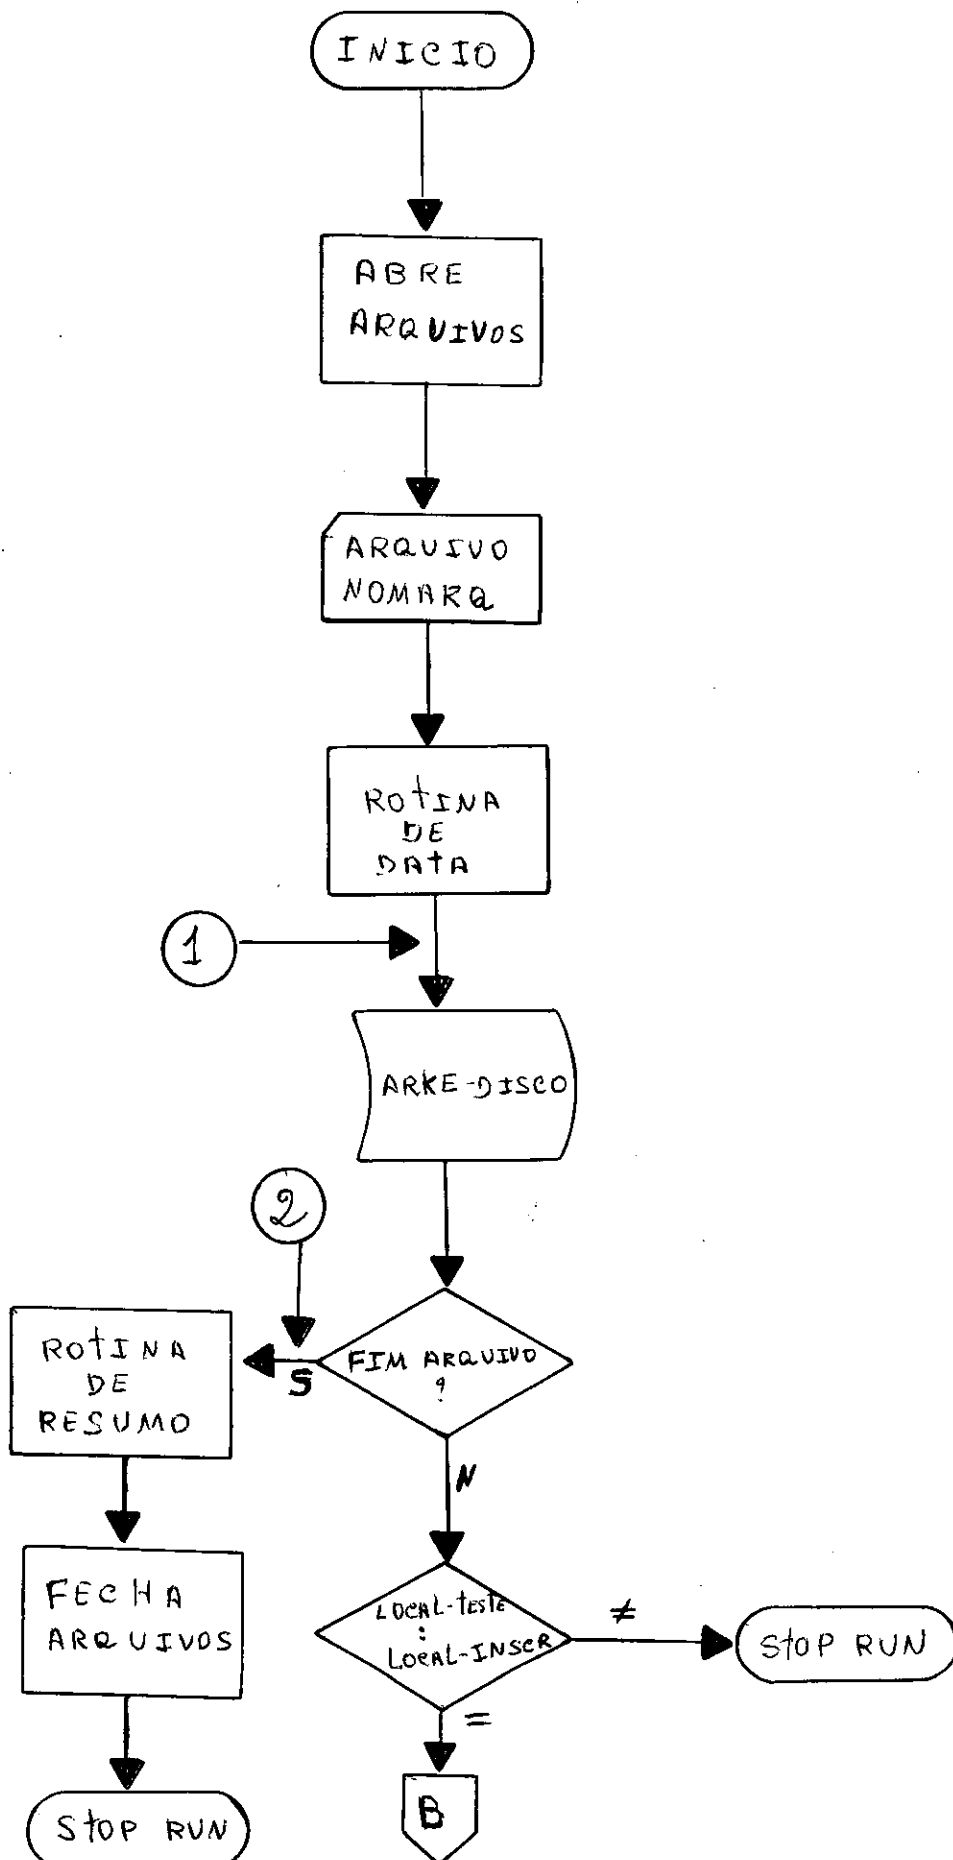 INICIO
ABRE
ARQUIVOS
ARQUIVO
NOMARQ
ROTINA
DE
DATA
1
ARKE-DISCO
2
FIM ARQUIVO
?
S
ROTINA
DE
RESUMO
N
FECHA
ARQUIVOS
LOCAL-TESTE
:
LOCAL-INSCR
≠
STOP RUN
=
B
STOP RUN